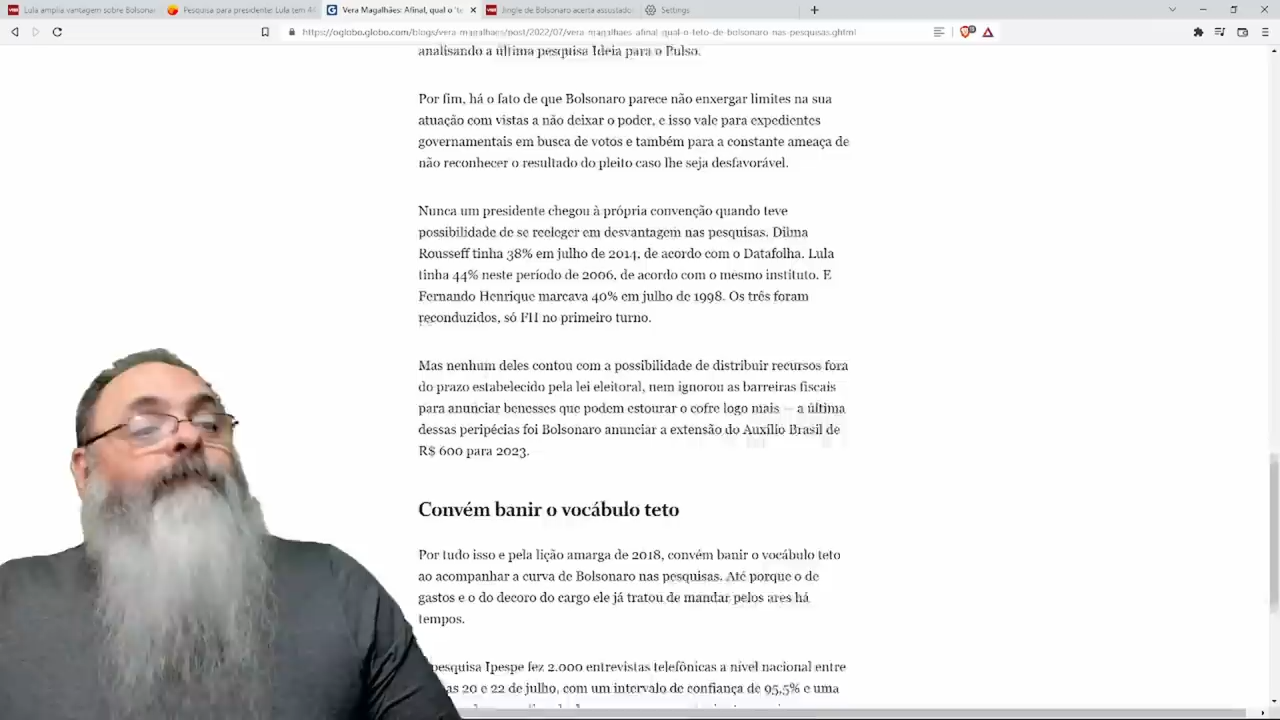 Lula amplia vantagem sobre Bolsonar
Pesquisa para presidente: Lula tem 44
Vera Magalhães: Afinal, qual o 'te
Jingle de Bolsonaro acerta assustado
Settings
https://oglobo.globo.com/blogs/vera-magalhaes/post/2022/07/vera-magalhaes-afinal-qual-o-teto-de-bolsonaro-nas-pesquisas.ghtml
analisando a última pesquisa Ideia para o Pulso.
Por fim, há o fato de que Bolsonaro parece não enxergar limites na sua
atuação com vistas a não deixar o poder, e isso vale para expedientes
governamentais em busca de votos e também para a constante ameaça de
não reconhecer o resultado do pleito caso lhe seja desfavorável.
Nunca um presidente chegou à própria convenção quando teve
possibilidade de se reeleger em desvantagem nas pesquisas. Dilma
Rousseff tinha 38% em julho de 2014, de acordo com o Datafolha. Lula
tinha 44% neste período de 2006, de acordo com o mesmo instituto. E
Fernando Henrique marcava 40% em julho de 1998. Os três foram
reconduzidos, só FH no primeiro turno.
Mas nenhum deles contou com a possibilidade de distribuir recursos fora
do prazo estabelecido pela lei eleitoral, nem ignorou as barreiras fiscais
para anunciar benesses que podem estourar o cofre logo mais — a última
dessas peripécias foi Bolsonaro anunciar a extensão do Auxílio Brasil de
R$ 600 para 2023.
Convém banir o vocábulo teto
Por tudo isso e pela lição amarga de 2018, convém banir o vocábulo teto
ao acompanhar a curva de Bolsonaro nas pesquisas. Até porque o de
gastos e o do decoro do cargo ele já tratou de mandar pelos ares há
tempos.
pesquisa Ipespe fez 2.000 entrevistas telefônicas a nível nacional entre
as 20 e 22 de julho, com um intervalo de confiança de 95,5% e uma